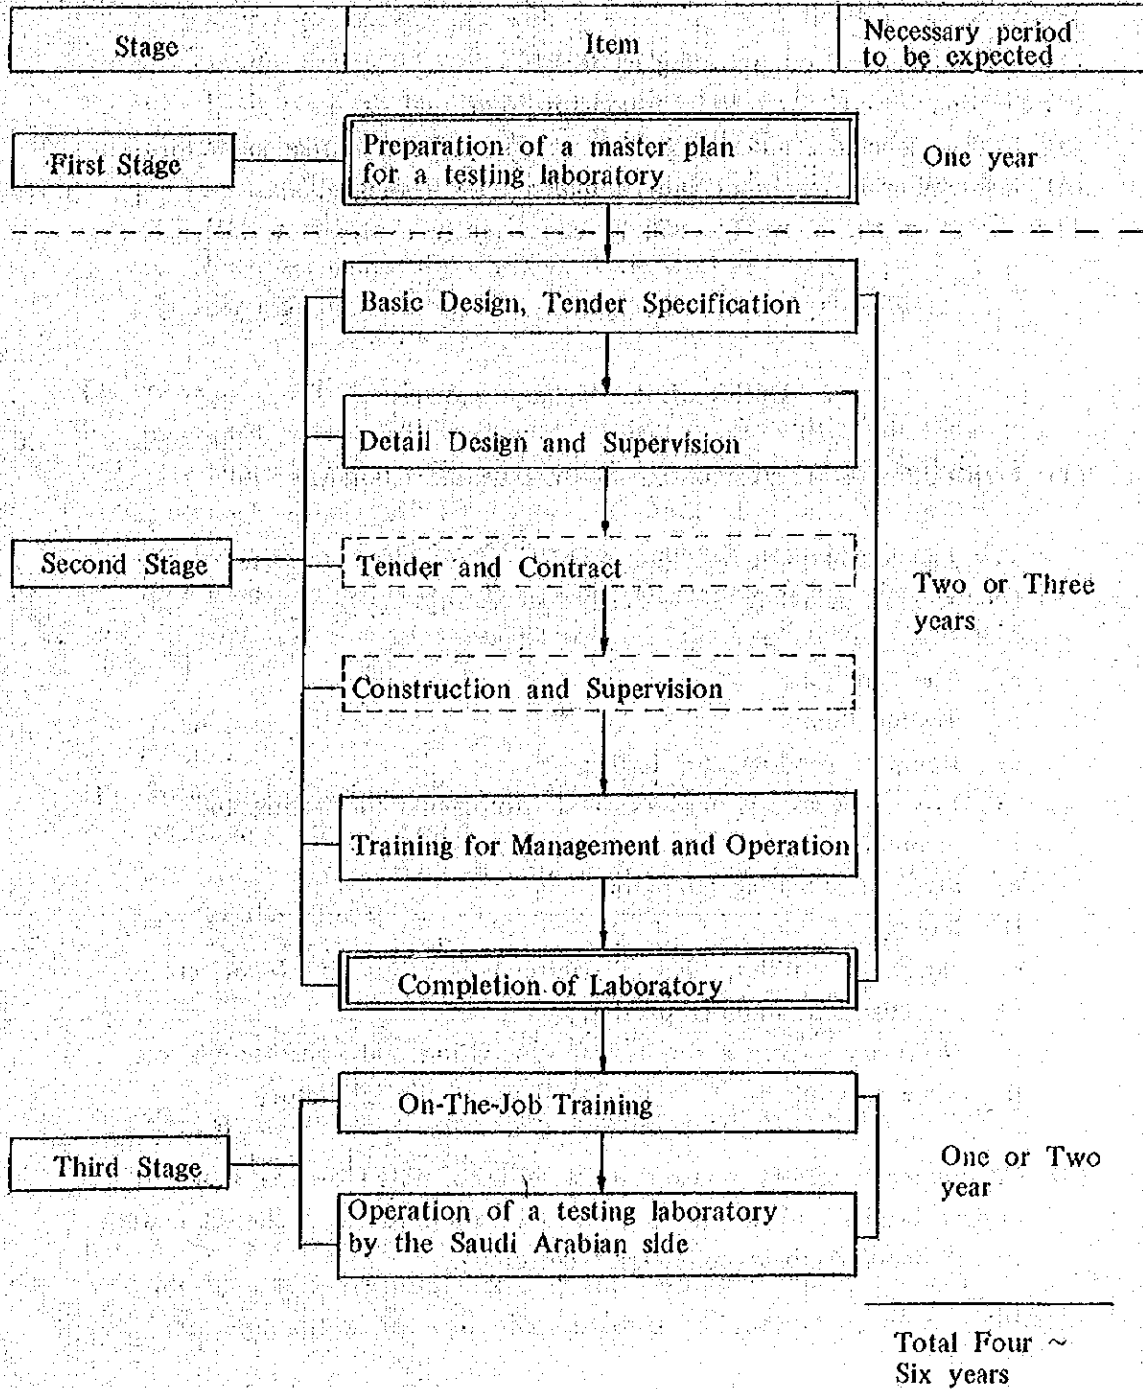 Stage
Item
Necessary period
to be expected
First Stage
Preparation of a master plan
for a testing laboratory
One year
Basic Design, Tender Specification
Detail Design and Supervision
Second Stage
Tender and Contract
Two or Three
years
Construction and Supervision
Training for Management and Operation
Completion of Laboratory
On-The-Job Training
Third Stage
One or Two
year
Operation of a testing laboratory
by the Saudi Arabian side
Total Four ~
Six years